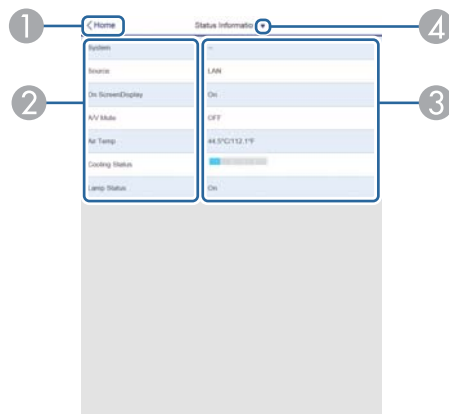 1
Home
Status Informatio
4
System
-
Source
LAN
On ScreenDisplay
On
2
3
A/V Mute
OFF
Air Temp
44.5°C/112.1°F
Cooling Status
Lamp Status
On